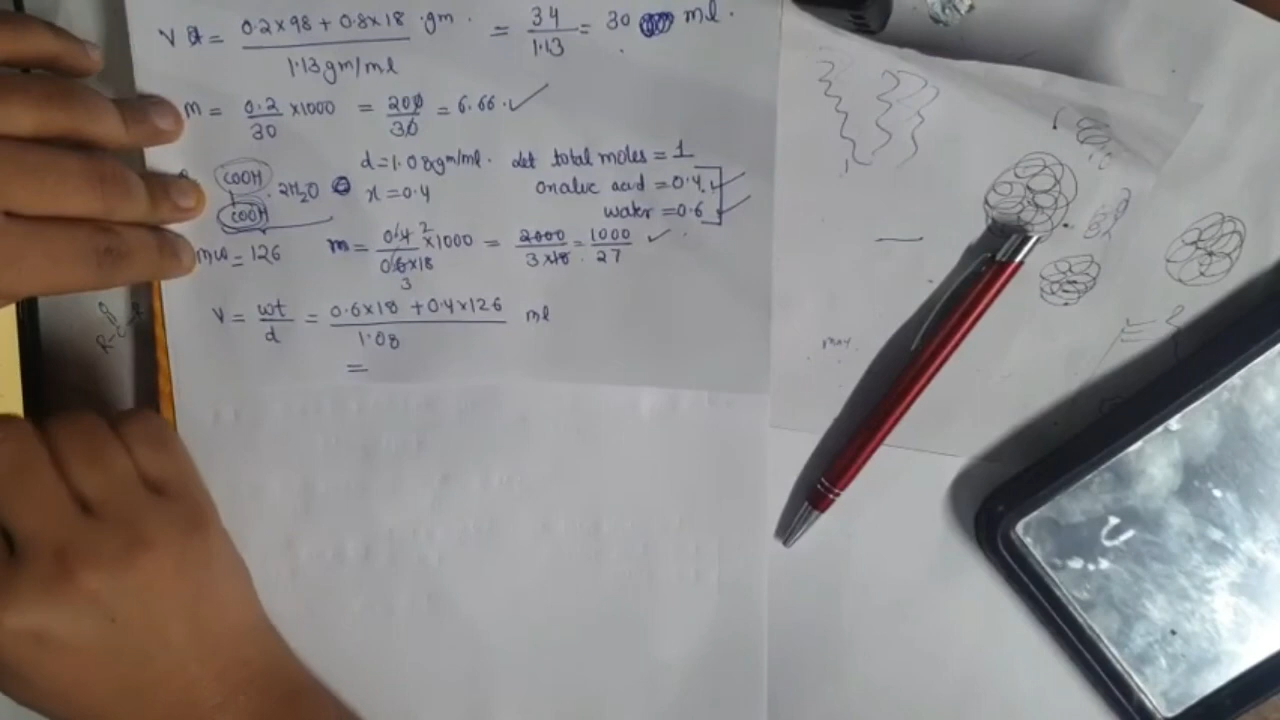 V = 0.2×98 + 0.8×18 gm / 1.13 gm/ml = 34 / 1.13 = 30 ml.
M = 0.2 / 30 ×1000 = 200 / 30 = 6.66.✓
COOH
COOH . 2H₂O
d=1.08gm/ml. Let total moles = 1
x = 0.4 Oxalic acid = 0.4 ✓
water = 0.6 ✓
mw = 126 m = 0.4 2 / 0.6×18 3 ×1000 = 2000 / 3×18 = 1000 / 27 ✓
V = wt / d = 0.6×18 + 0.4×126 / 1.08 ml
=